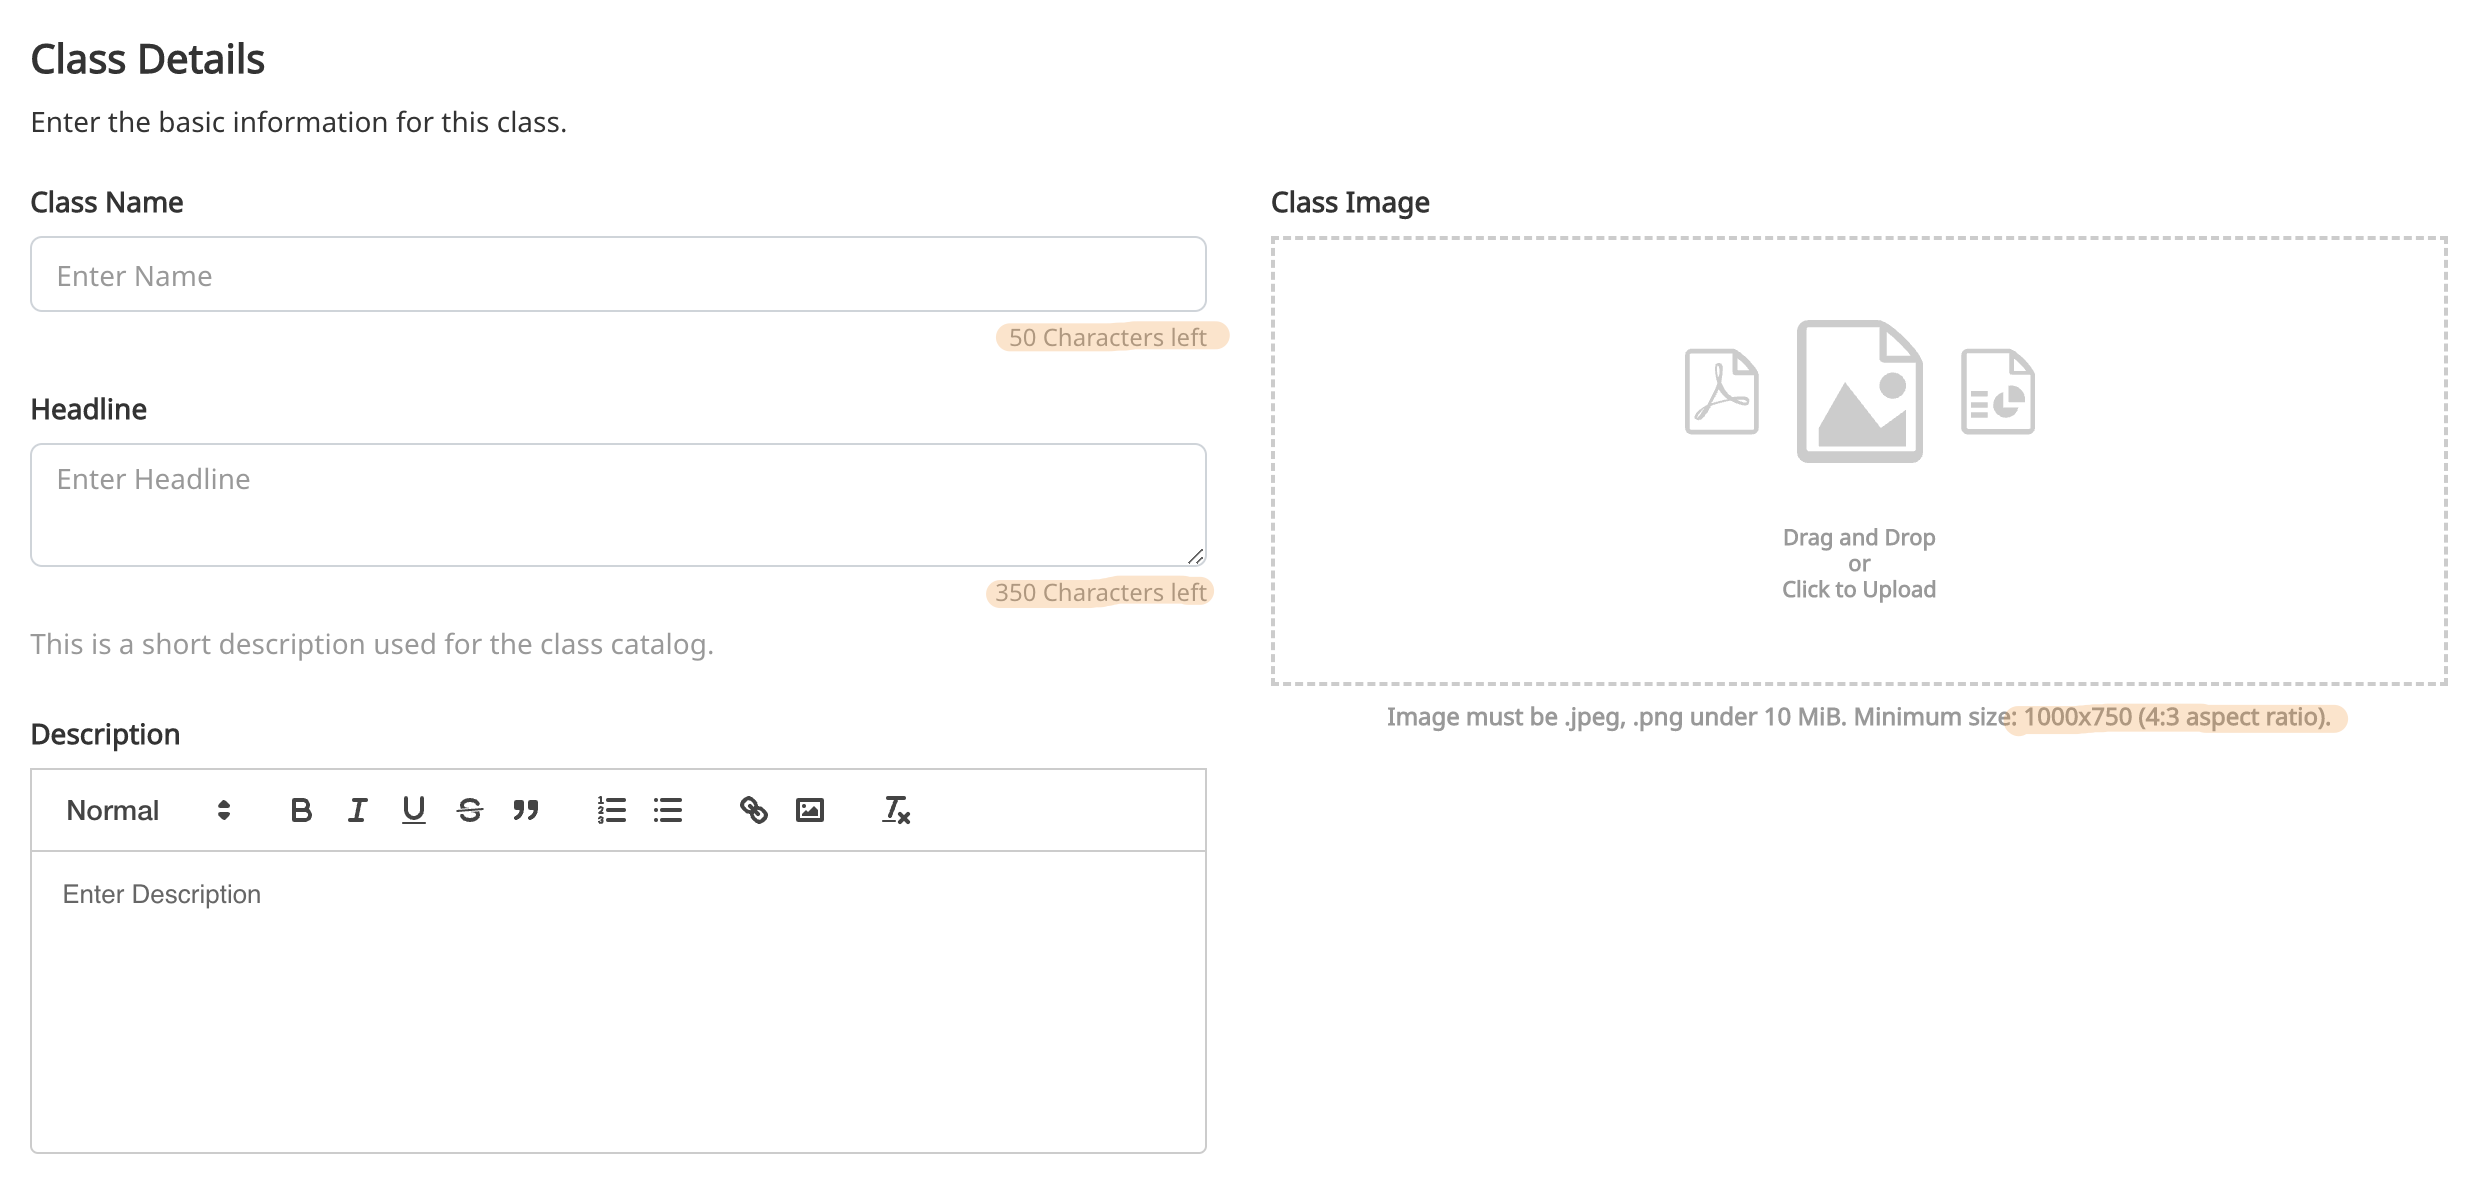 Class Details
Enter the basic information for this class.
Class Name
Enter Name
50 Characters left
Headline
Enter Headline
350 Characters left
This is a short description used for the class catalog.
Description
Normal
Enter Description
Class Image
Drag and Drop
or
Click to Upload
Image must be .jpeg, .png under 10 MiB. Minimum size: 1000x750 (4:3 aspect ratio).